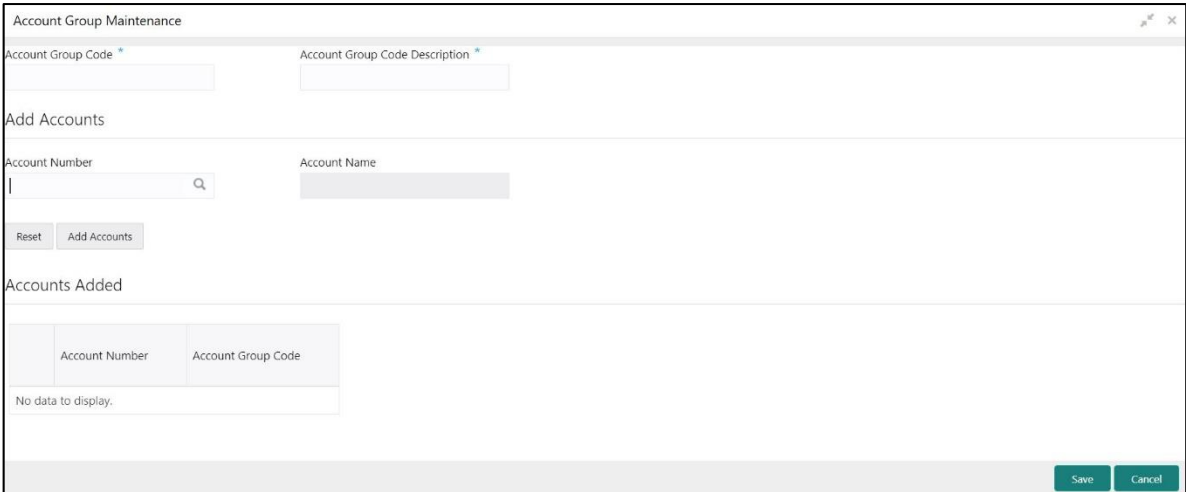 Account Group Maintenance
Account Group Code * Account Group Code Description *
Add Accounts
Account Number Account Name
Reset Add Accounts
Accounts Added
Account Number Account Group Code
No data to display.
Save Cancel